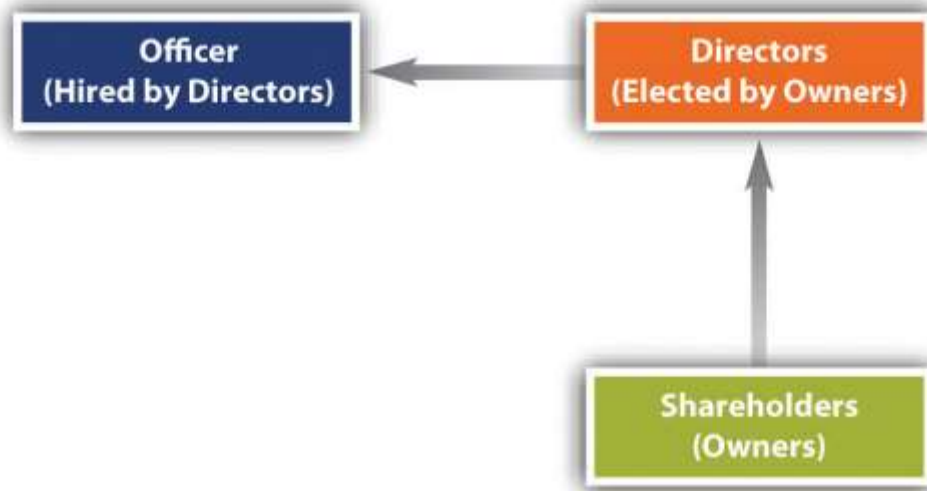 Officer
(Hired by Directors)
Directors
(Elected by Owners)
Shareholders
(Owners)